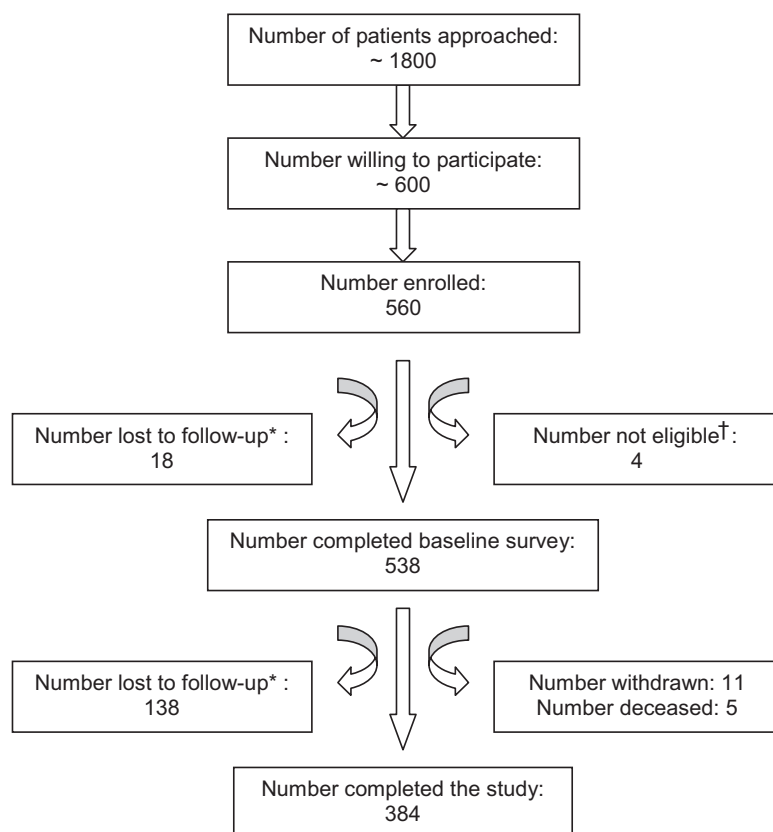 Number of patients approached:
~ 1800
Number willing to participate:
~ 600
Number enrolled:
560
Number lost to follow-up* :
18
Number not eligible† :
4
Number completed baseline survey:
538
Number lost to follow-up* :
138
Number withdrawn: 11
Number deceased: 5
Number completed the study:
384